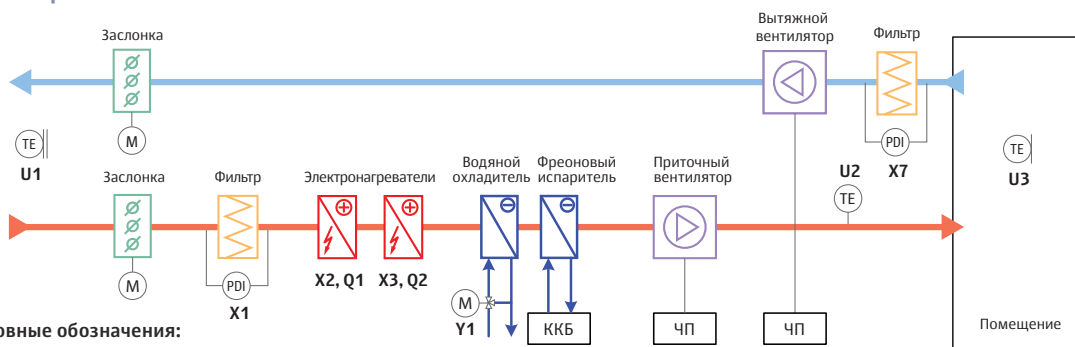 Вытяжной
вентилятор
Фильтр
Заслонка
M
TE
U1
PDI
X7
TE
U3
Заслонка
Фильтр
Электронагреватели
Водяной
охладитель
Фреоновый
испаритель
Приточный
вентилятор
U2
TE
M
PDI
X1
X2, Q1
X3, Q2
M
Y1
ККБ
ЧП
ЧП
Помещение
овные обозначения: